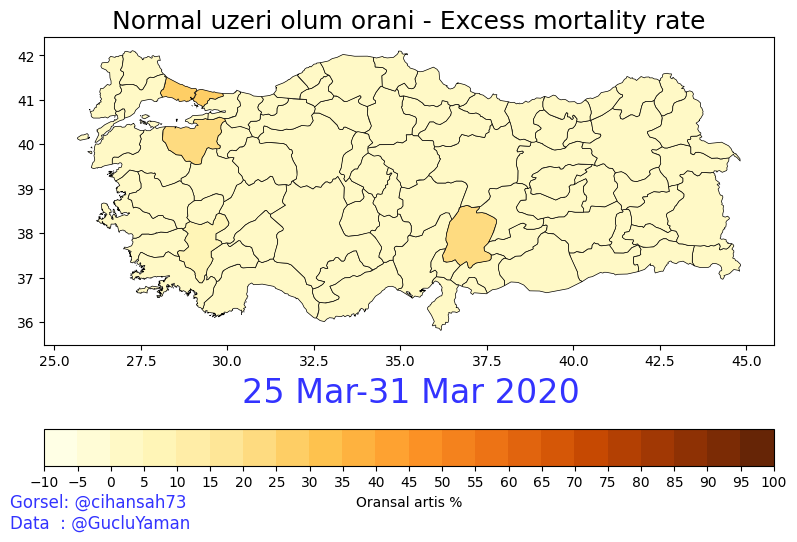 Normal uzeri olum orani - Excess mortality rate
42
41
40
39
38
37
36
25.0 27.5 30.0 32.5 35.0 37.5 40.0 42.5 45.0
25 Mar-31 Mar 2020
−10 −5 0 5 10 15 20 25 30 35 40 45 50 55 60 65 70 75 80 85 90 95 100
Oransal artis %
Gorsel: @cihansah73
Data : @GucluYaman